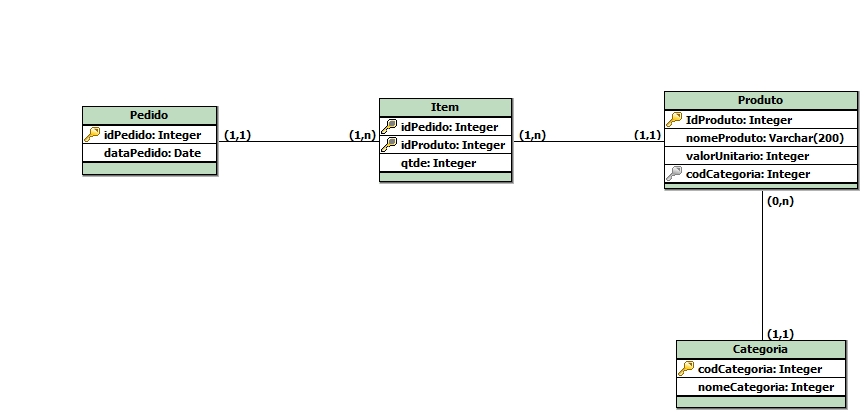 Pedido
idPedido: Integer
dataPedido: Date
(1,1)
(1,n)
Item
idPedido: Integer
idProduto: Integer
qtde: Integer
(1,n)
(1,1)
Produto
IdProduto: Integer
nomeProduto: Varchar(200)
valorUnitario: Integer
codCategoria: Integer
(0,n)
(1,1)
Categoria
codCategoria: Integer
nomeCategoria: Integer